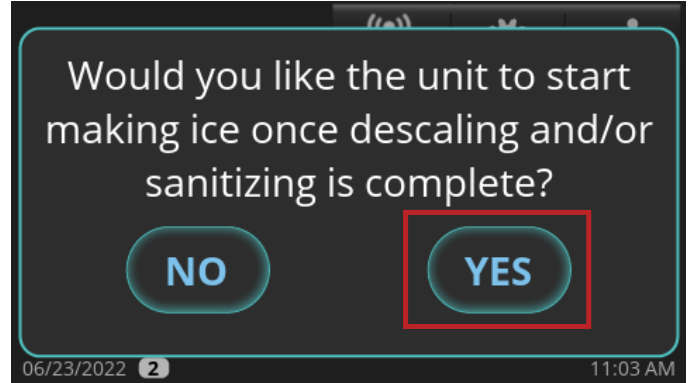 Would you like the unit to start
making ice once descaling and/or
sanitizing is complete?
NO YES
06/23/2022 2 11:03 AM